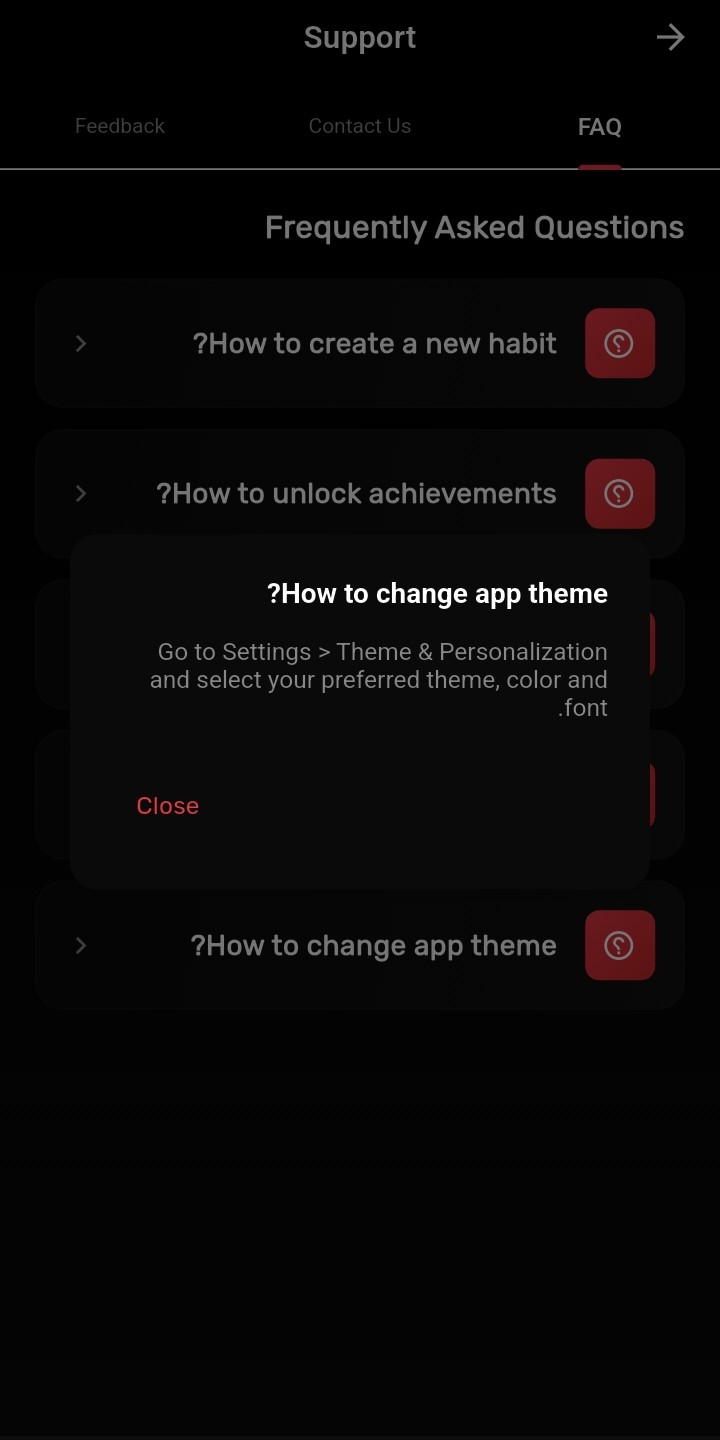 Support
FAQ
Contact Us
Feedback
Frequently Asked Questions
?How to create a new habit
?How to unlock achievements
?How to change app theme
Go to Settings > Theme & Personalization
and select your preferred theme, color and
.font
Close
?How to change app theme